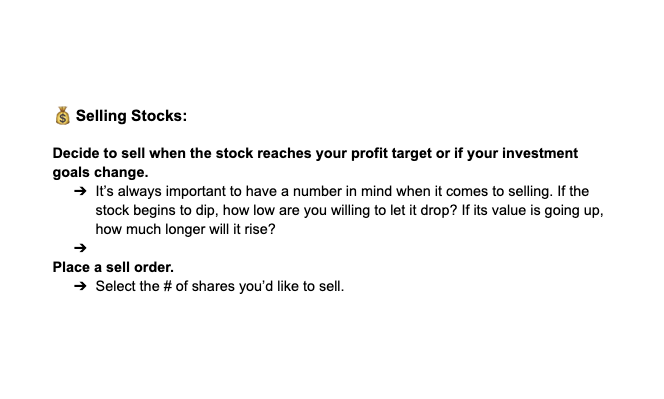 💰 Selling Stocks:
Decide to sell when the stock reaches your profit target or if your investment
goals change.
➔ It’s always important to have a number in mind when it comes to selling. If the
stock begins to dip, how low are you willing to let it drop? If its value is going up,
how much longer will it rise?
➔
Place a sell order.
➔ Select the # of shares you’d like to sell.